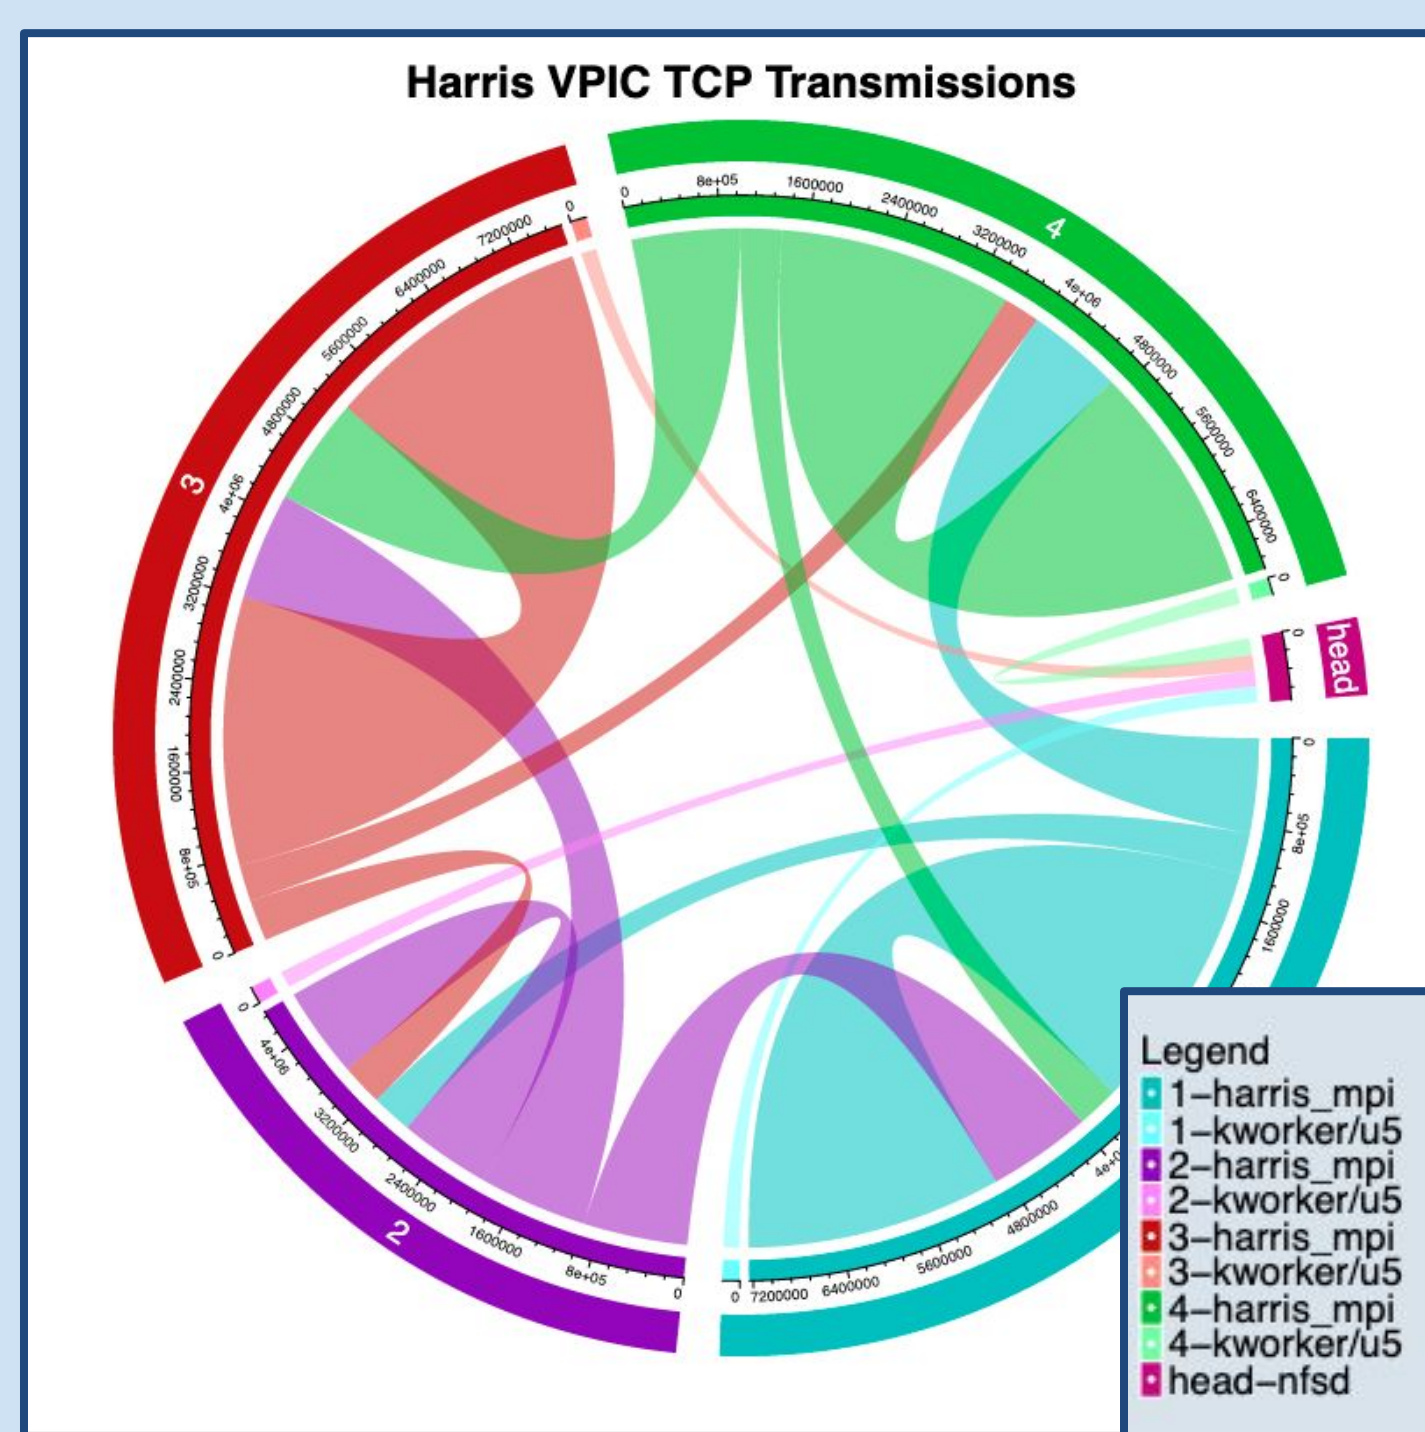 Harris VPIC TCP Transmissions
4
0
8e+05
1600000
2400000
3200000
4e+06
4800000
5600000
6400000
0
head
0
0
8e+05
1600000
4800000
5600000
6400000
7200000
0
2
0
8e+05
1600000
2400000
3200000
4e+06
0
3
0
8e+05
1600000
2400000
3200000
4e+06
4800000
5600000
6400000
7200000
0
Legend
1-harris_mpi
1-kworker/u5
2-harris_mpi
2-kworker/u5
3-harris_mpi
3-kworker/u5
4-harris_mpi
4-kworker/u5
head-nfsd